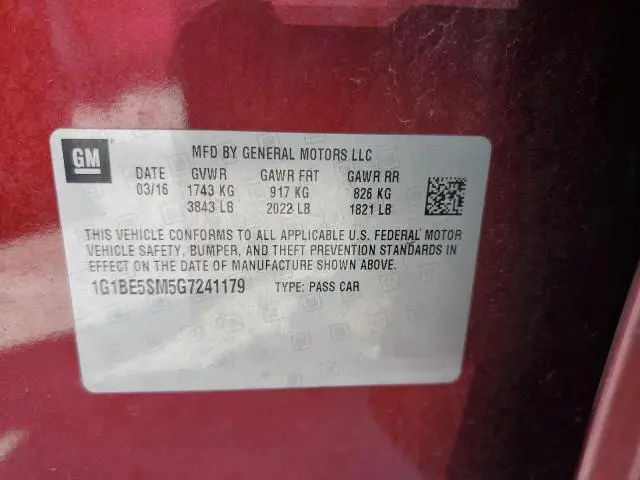 GM
MFD BY GENERAL MOTORS LLC
DATE GVWR GAWR FRT GAWR RR
03/16 1743 KG 917 KG 826 KG
3843 LB 2022 LB 1821 LB
THIS VEHICLE CONFORMS TO ALL APPLICABLE U.S. FEDERAL MOTOR
VEHICLE SAFETY, BUMPER, AND THEFT PREVENTION STANDARDS IN
EFFECT ON THE DATE OF MANUFACTURE SHOWN ABOVE.
1G1BE5SM5G7241179 TYPE: PASS CAR